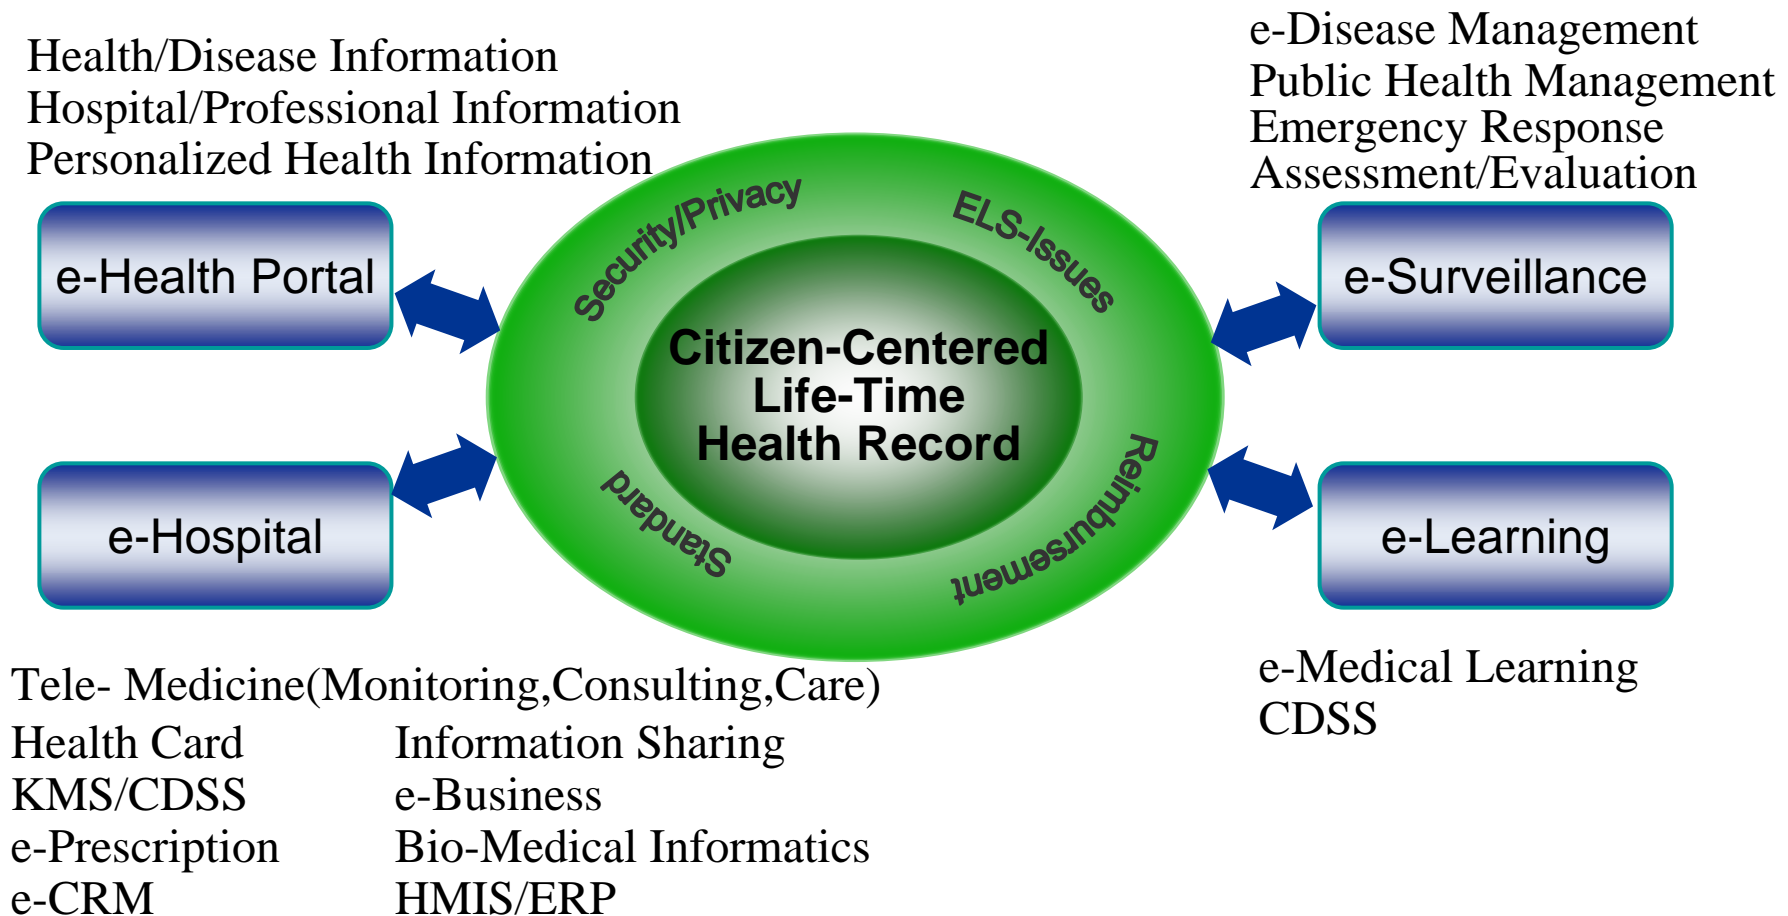 Health/Disease Information
Hospital/Professional Information
Personalized Health Information
e-Disease Management
Public Health Management
Emergency Response
Assessment/Evaluation
e-Health Portal
Security/Privacy
ELS-Issues
e-Surveillance
Citizen-Centered
Life-Time
Health Record
e-Hospital
Standard
Reimbursement
e-Learning
Tele- Medicine(Monitoring,Consulting,Care)
Health Card Information Sharing
KMS/CDSS e-Business
e-Prescription Bio-Medical Informatics
e-CRM HMIS/ERP
e-Medical Learning
CDSS